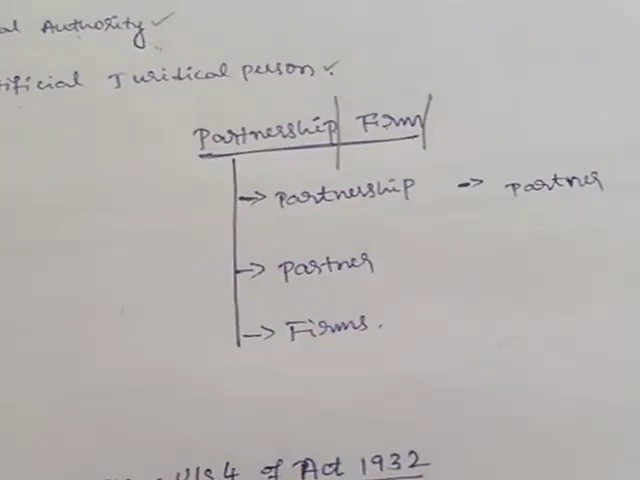 al Authority ✓
tificial Juridical person ✓
Partnership Firm
→ partnership → partner
→ partner
→ Firms.
U/S 4 of Act 1932